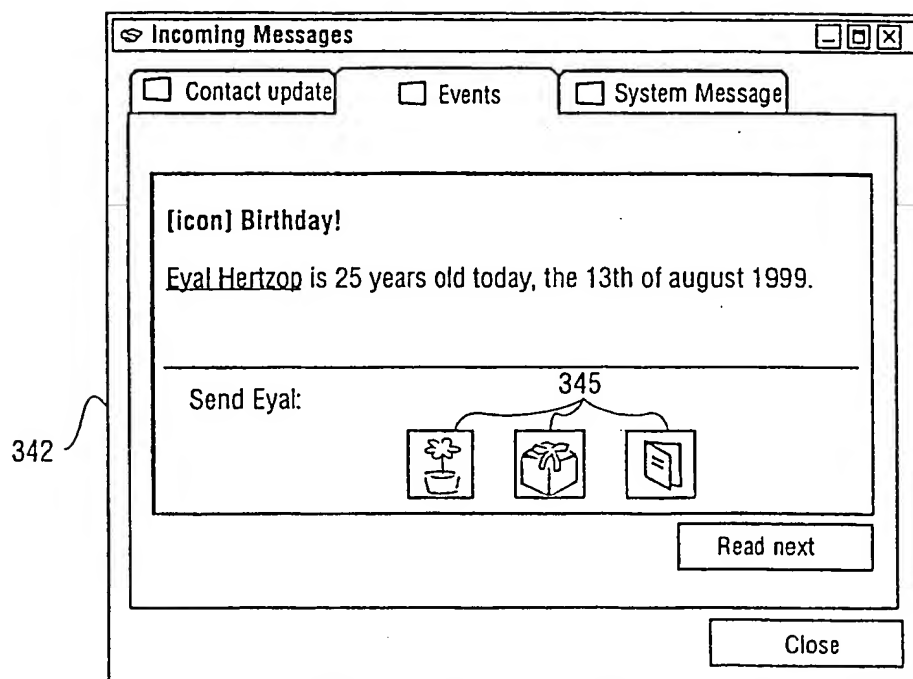 Incoming Messages
Contact update Events System Message
[icon] Birthday!
Eyal Hertzop is 25 years old today, the 13th of august 1999.
Send Eyal:
345
342
Read next
Close